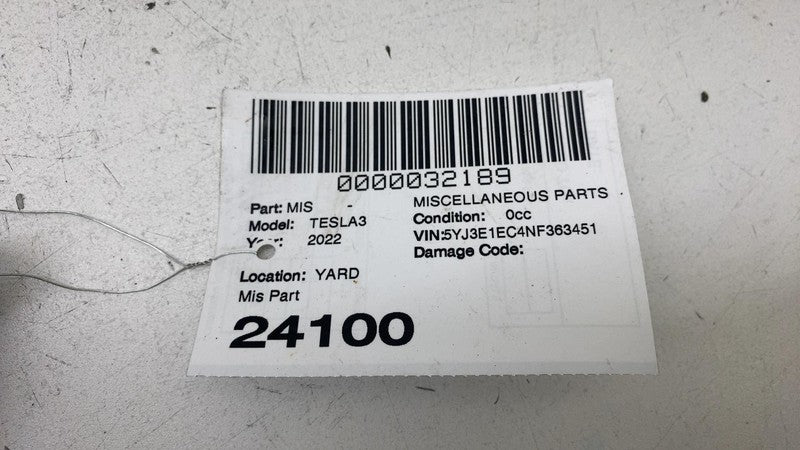 0000032189
Part: MIS - MISCELLANEOUS PARTS
Model: TESLA3 Condition: 0cc
Year: 2022 VIN:5YJ3E1EC4NF363451
Damage Code:
Location: YARD
Mis Part
24100